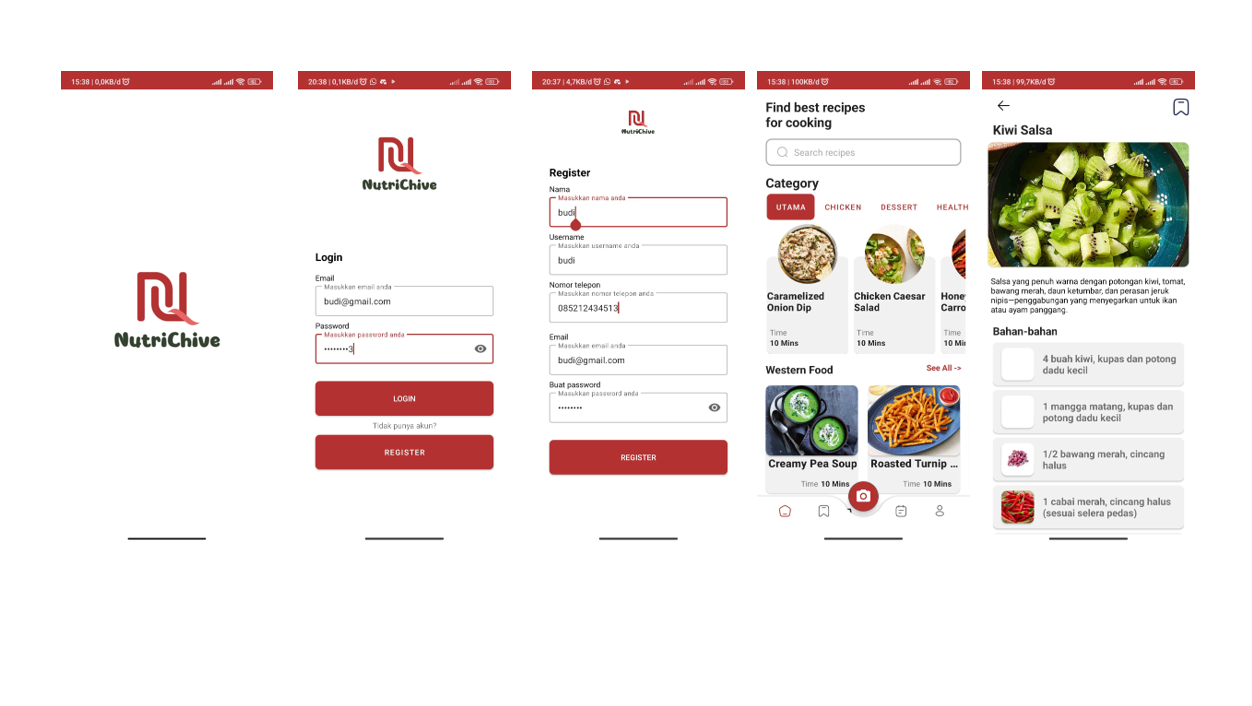 15:38 | 0,0KB/d
NutriChive
20:38 | 0,1KB/d
NutriChive
Login
Email
Masukkan email anda
budi@gmail.com
Password
Masukkan password anda
••••••••3
LOGIN
Tidak punya akun?
REGISTER
20:37 | 4,7KB/d
NutriChive
Register
Nama
Masukkan nama anda
budi
Username
Masukkan username anda
budi
Nomor telepon
Masukkan nomor telepon anda
085212434513
Email
Masukkan email anda
budi@gmail.com
Buat password
Masukkan password anda
••••••••
REGISTER
15:38 | 100KB/d
Find best recipes
for cooking
Search recipes
Category
UTAMA CHICKEN DESSERT HEALTH
Caramelized
Onion Dip
Time
10 Mins
Chicken Caesar
Salad
Time
10 Mins
Hone
Carro
Time
10 Min
Western Food
See All ->
Creamy Pea Soup
Time 10 Mins
Roasted Turnip ...
Time 10 Mins
15:38 | 99,7KB/d
Kiwi Salsa
Salsa yang penuh warna dengan potongan kiwi, tomat,
bawang merah, daun ketumbar, dan perasan jeruk
nipis—penggabungan yang menyegarkan untuk ikan
atau ayam panggang.
Bahan-bahan
4 buah kiwi, kupas dan potong
dadu kecil
1 mangga matang, kupas dan
potong dadu kecil
1/2 bawang merah, cincang
halus
1 cabai merah, cincang halus
(sesuai selera pedas)